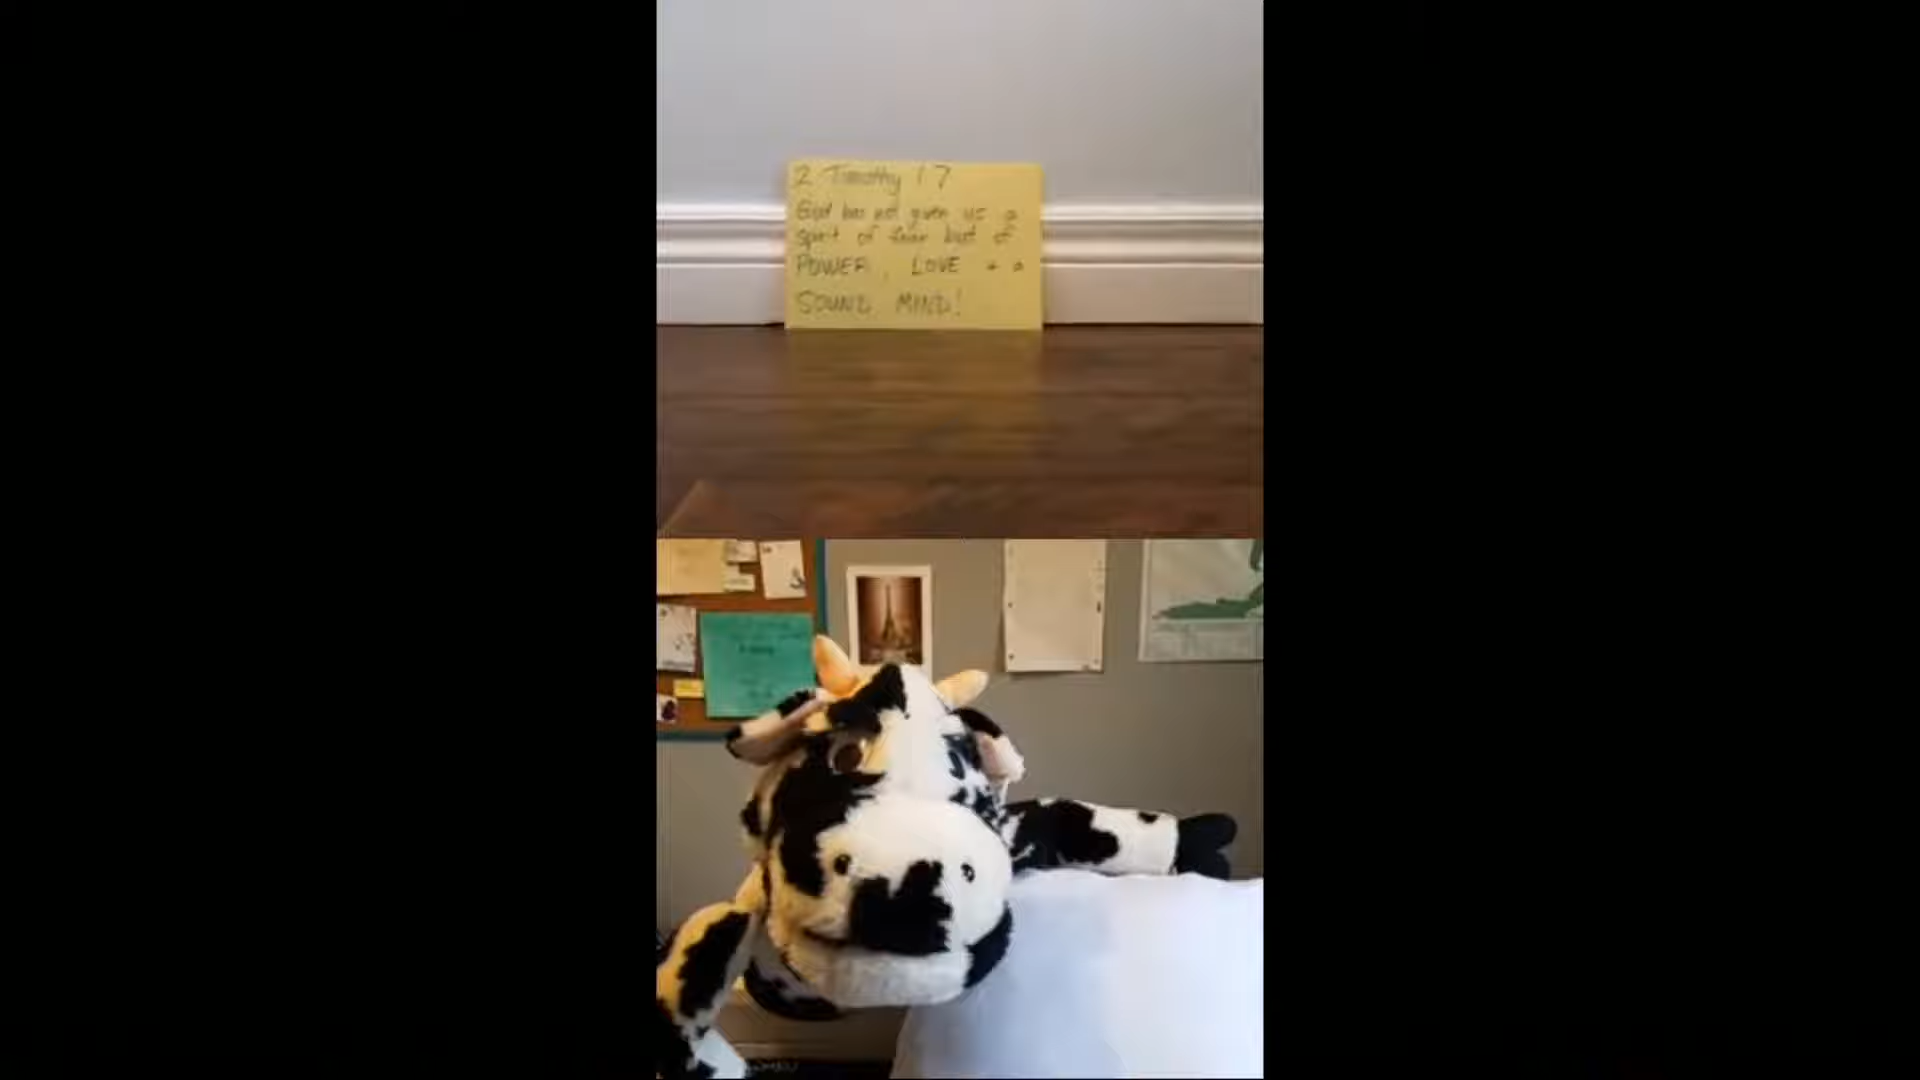 2 Timothy 1 7
God has not given us a
spirit of fear but of
POWER, LOVE + a
SOUND MIND!